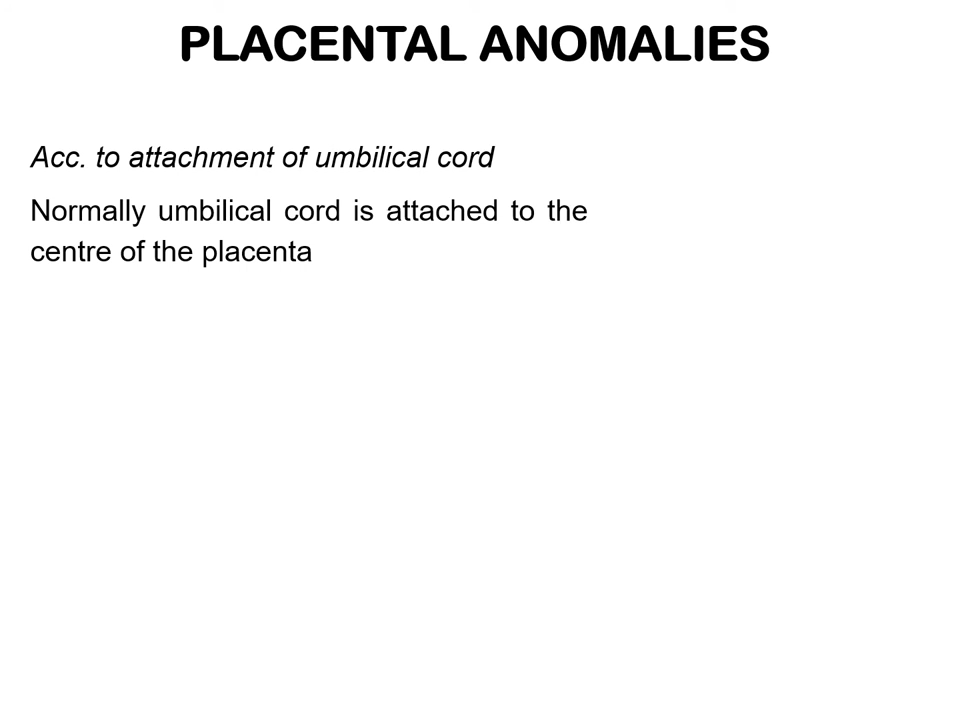 PLACENTAL ANOMALIES
Acc. to attachment of umbilical cord
Normally umbilical cord is attached to the
centre of the placenta